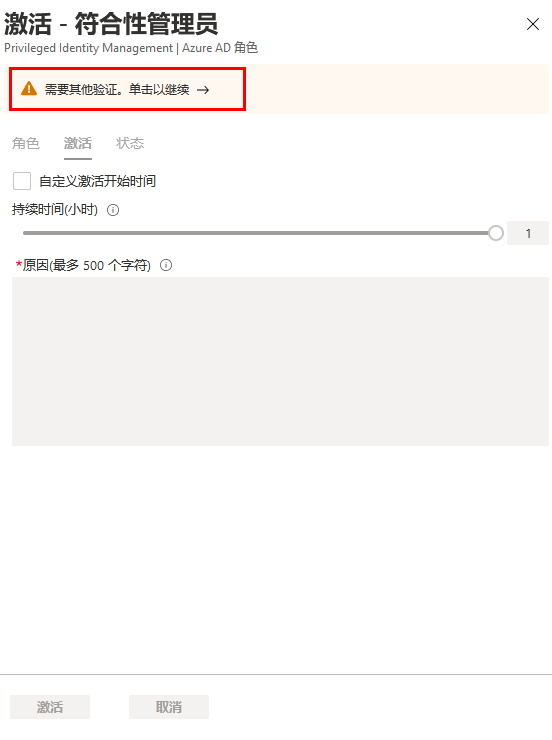 激活 - 符合性管理员
Privileged Identity Management | Azure AD 角色
需要其他验证。单击以继续 →
角色 激活 状态
自定义激活开始时间
持续时间(小时)
1
*原因(最多 500 个字符)
激活 取消